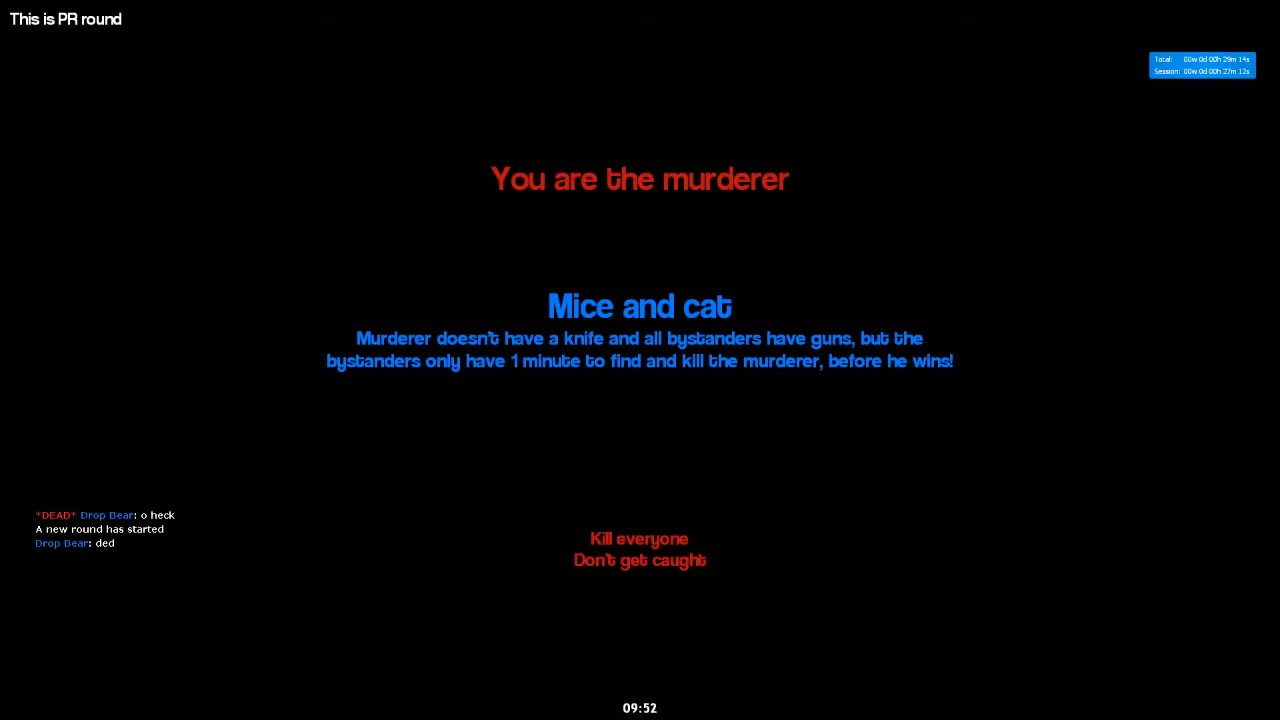 This is PR round
Total: 00w 0d 00h 29m 14s
Session: 00w 0d 00h 27m 12s
You are the murderer
Mice and cat
Murderer doesn't have a knife and all bystanders have guns, but the
bystanders only have 1 minute to find and kill the murderer, before he wins!
*DEAD* Drop Bear: o heck
A new round has started
Drop Bear: ded
Kill everyone
Don't get caught
09:52